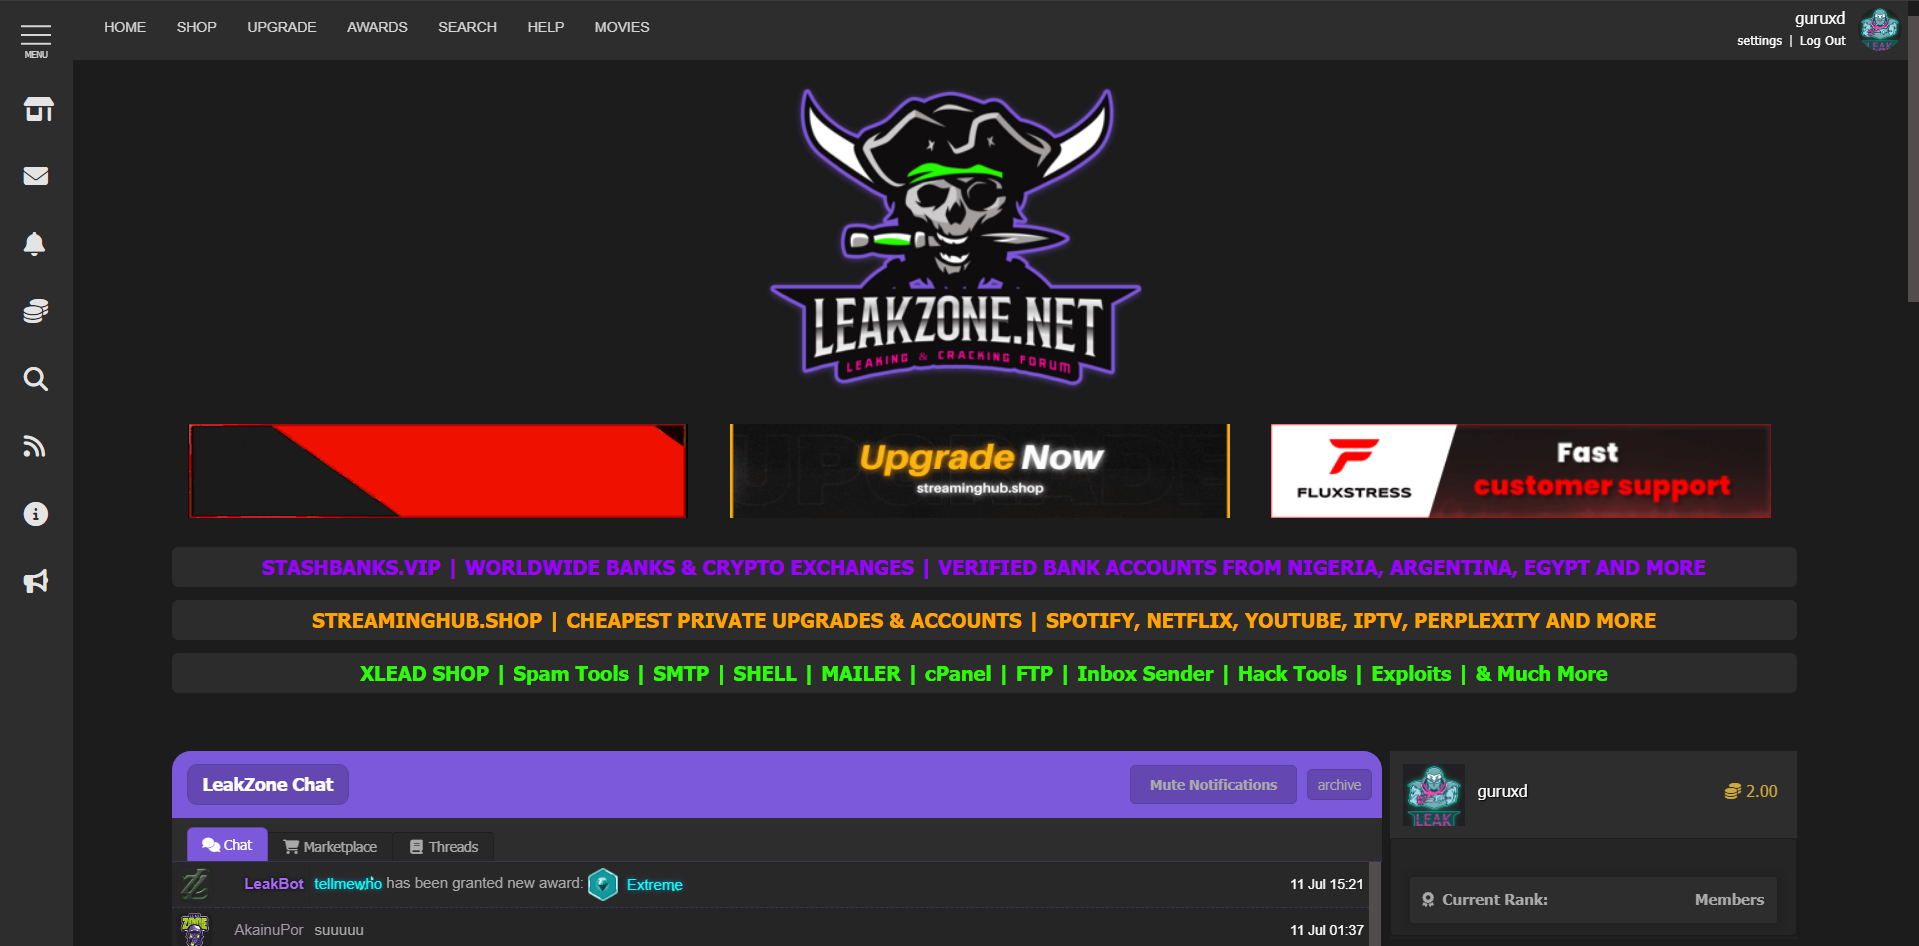 HOME SHOP UPGRADE AWARDS SEARCH HELP MOVIES
guruxd
settings | Log Out
MENU
LEAK
LEAKZONE.NET
LEAKING & CRACKING FORUM
Upgrade Now
streaminghub.shop
FLUXSTRESS
Fast
customer support
STASHBANKS.VIP | WORLDWIDE BANKS & CRYPTO EXCHANGES | VERIFIED BANK ACCOUNTS FROM NIGERIA, ARGENTINA, EGYPT AND MORE
STREAMINGHUB.SHOP | CHEAPEST PRIVATE UPGRADES & ACCOUNTS | SPOTIFY, NETFLIX, YOUTUBE, IPTV, PERPLEXITY AND MORE
XLEAD SHOP | Spam Tools | SMTP | SHELL | MAILER | cPanel | FTP | Inbox Sender | Hack Tools | Exploits | & Much More
LeakZone Chat
Mute Notifications
archive
Chat Marketplace Threads
LeakBot tellmewho has been granted new award: Extreme 11 Jul 15:21
ZONE
AkainuPor suuuuu 11 Jul 01:37
LEAK
guruxd
2.00
Current Rank: Members